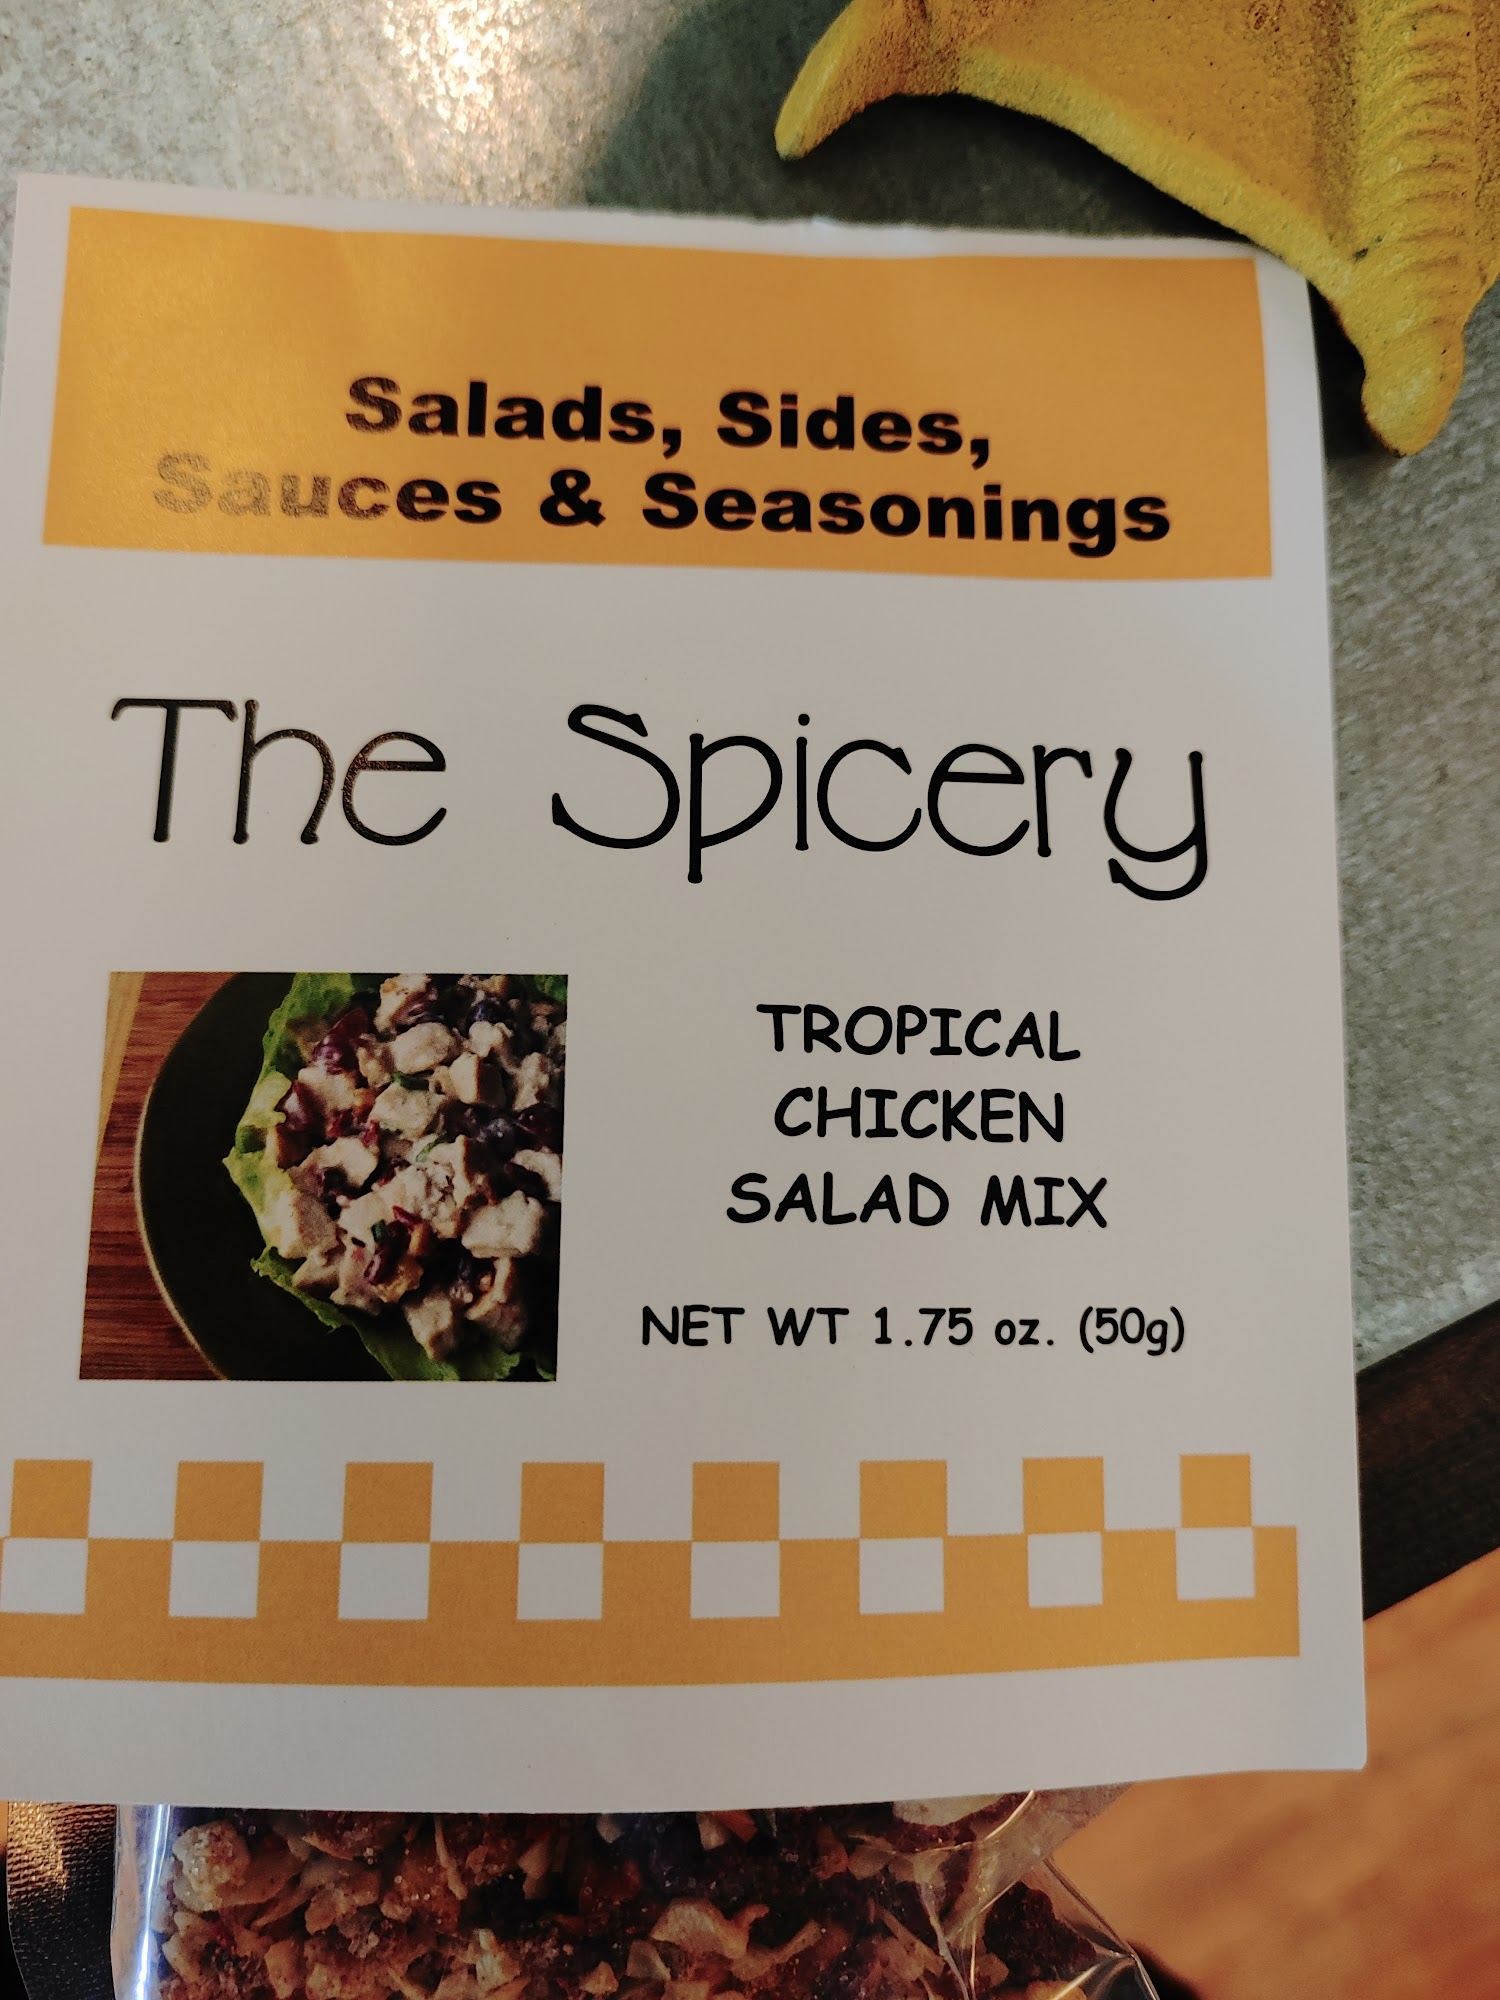 Salads, Sides,
Sauces & Seasonings
The Spicery
TROPICAL
CHICKEN
SALAD MIX
NET WT 1.75 oz. (50g)